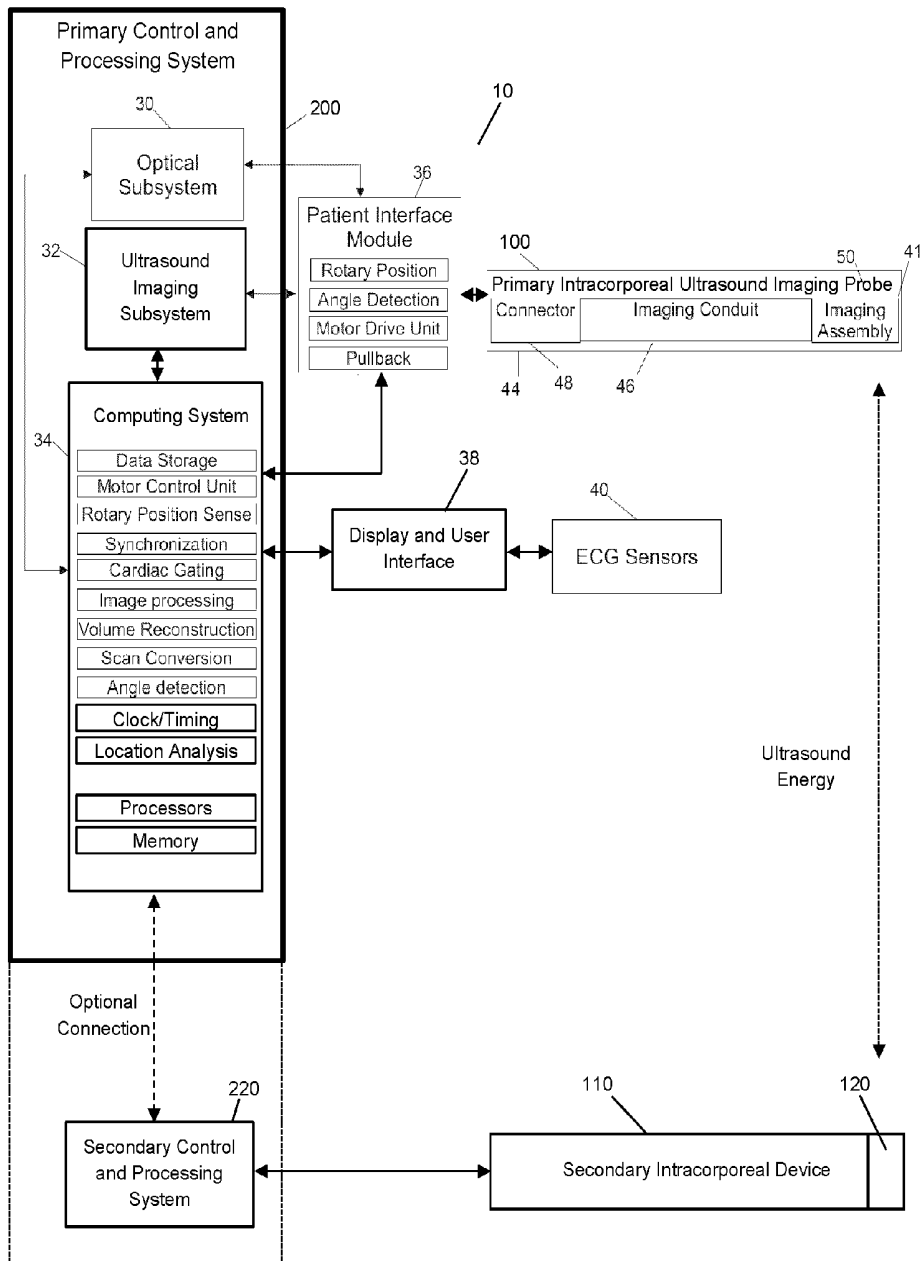 Primary Control and
Processing System
30
200
10
Optical
Subsystem
36
Patient Interface
Module
32
Ultrasound
Imaging
Subsystem
Rotary Position
Angle Detection
Motor Drive Unit
Pullback
100
50
41
Primary Intracorporeal Ultrasound Imaging Probe
Connector
Imaging Conduit
Imaging
Assembly
44
48
46
Computing System
34
Data Storage
Motor Control Unit
Rotary Position Sense
Synchronization
Cardiac Gating
Image processing
Volume Reconstruction
Scan Conversion
Angle detection
Clock/Timing
Location Analysis
Processors
Memory
38
Display and User
Interface
40
ECG Sensors
Ultrasound
Energy
Optional
Connection
220
Secondary Control
and Processing
System
110
120
Secondary Intracorporeal Device